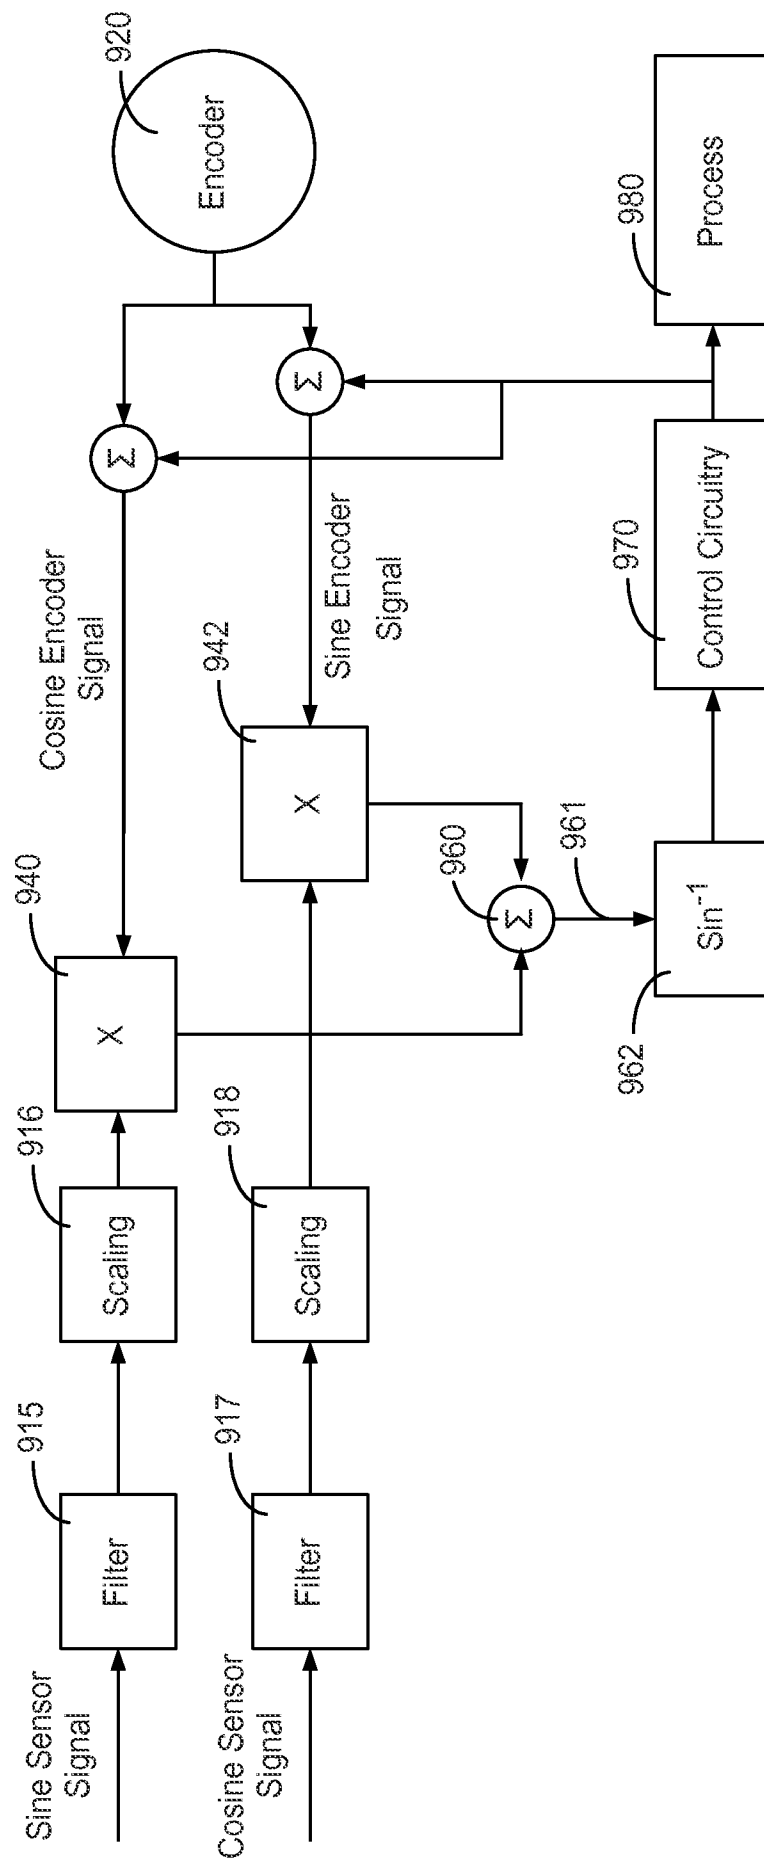 Sine Sensor
Signal
Filter
915
Scaling
916
X
940
Cosine Encoder
Signal
Σ
Encoder
920
Cosine Sensor
Signal
Filter
917
Scaling
918
X
942
Sine Encoder
Signal
Σ
960
Σ
961
962
Sin⁻¹
970
Control Circuitry
980
Process